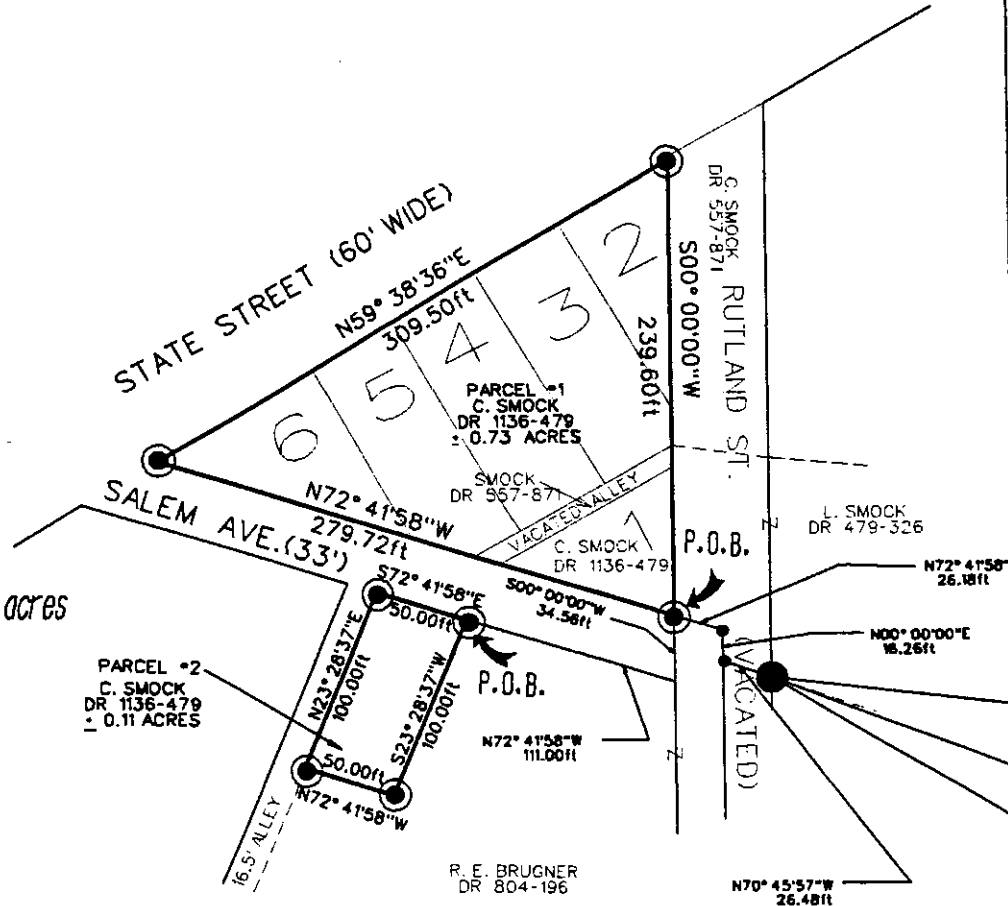 STATE STREET (60' WIDE)
N59° 38'36"E
309.50ft
C. SMOCK
DR 557-871
RUTLAND ST.
(VACATED)
S00° 00'00"W
239.60ft
2
3
4
5
6
PARCEL #1
C. SMOCK
DR 1136-479
± 0.73 ACRES
SMOCK
DR 557-871
VACATED ALLEY
C. SMOCK
DR 1136-479
1
L. SMOCK
DR 479-326
P.O.B.
N72° 41'58"
26.18ft
N00° 00'00"E
16.26ft
SALEM AVE.(33')
N72° 41'58"W
279.72ft
S00° 00'00"W
34.56ft
acres
S72° 41'58"E
50.00ft
N23° 28'37"E
100.00ft
S23° 28'37"W
100.00ft
P.O.B.
PARCEL #2
C. SMOCK
DR 1136-479
± 0.11 ACRES
50.00ft
N72° 41'58"W
N72° 41'58"W
111.00ft
Z
Z
16.5' ALLEY
R. E. BRUGNER
DR 804-196
N70° 45'57"W
26.48ft